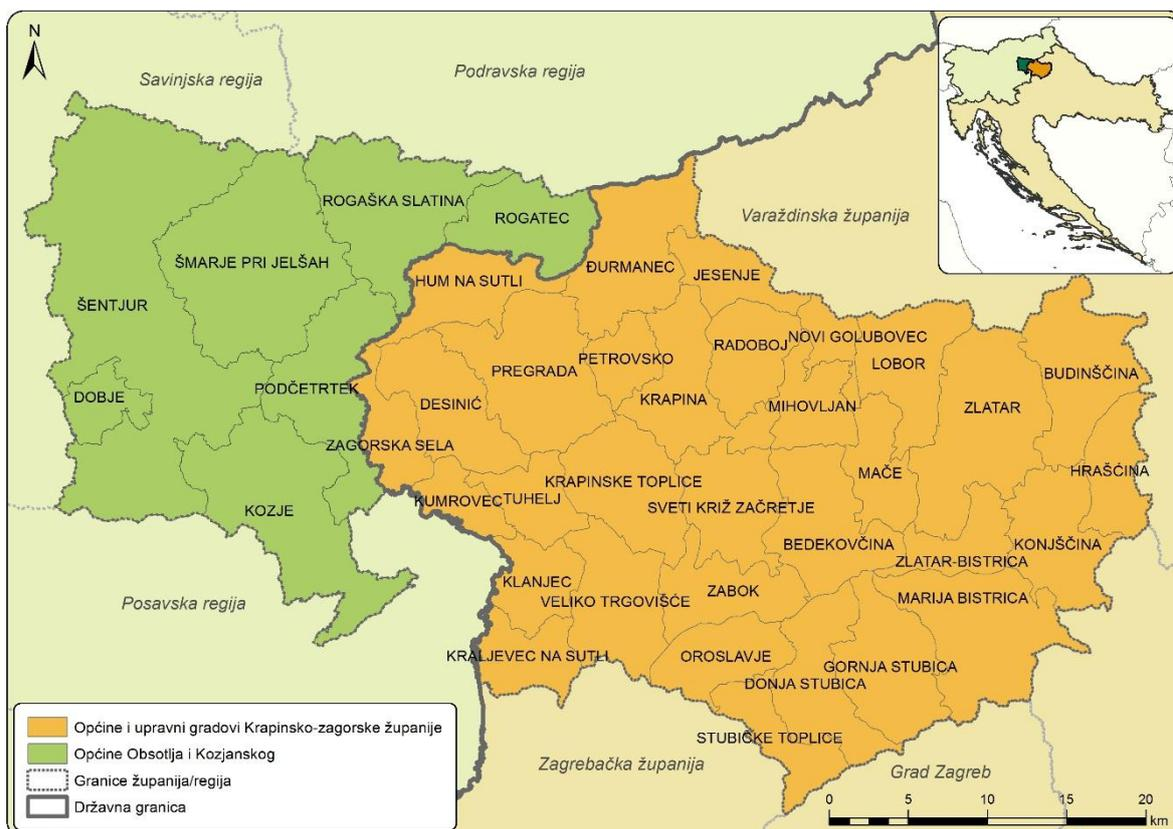 N
Savinjska regija
Podravska regija
ROGAŠKA SLATINA
ROGATEC
Varaždinska županija
ŠMARJE PRI JELŠAH
ĐURMANEC
JESENJE
HUM NA SUTLI
ŠENTJUR
NOVI GOLUBOVEC
RADOBOJ
LOBOR
PETROVSKO
PREGRADA
BUDINŠČINA
PODČETRTEK
DOBJE
KRAPINA
DESINIĆ
MIHOVLJAN
ZLATAR
ZAGORSKA SELA
HRAŠĆINA
MAČE
KRAPINSKE TOPLICE
KUMROVEC
TUHELJ
SVETI KRIŽ ZAČRETJE
KOZJE
BEDEKOVČINA
KONJŠČINA
ZLATAR-BISTRICA
KLANJEC
ZABOK
MARIJA BISTRICA
VELIKO TRGOVIŠĆE
Posavska regija
KRALJEVEC NA SUTLI
OROSLAVJE
GORNJA STUBICA
DONJA STUBICA
STUBIČKE TOPLICE
Zagrebačka županija
Grad Zagreb
Općine i upravni gradovi Krapinsko-zagorske županije
Općine Obsotlja i Kozjanskog
Granice županija/regija
Državna granica
0 5 10 15 20
km